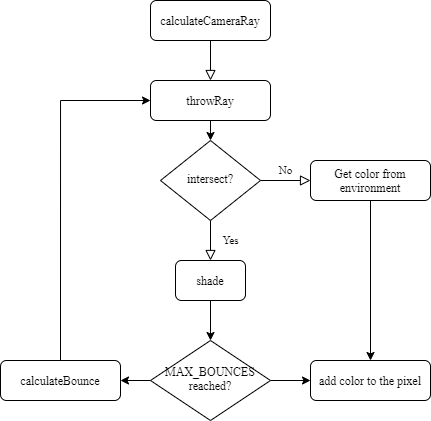 calculateCameraRay
throwRay
intersect?
No
Get color from
environment
Yes
shade
MAX_BOUNCES
reached?
calculateBounce
add color to the pixel